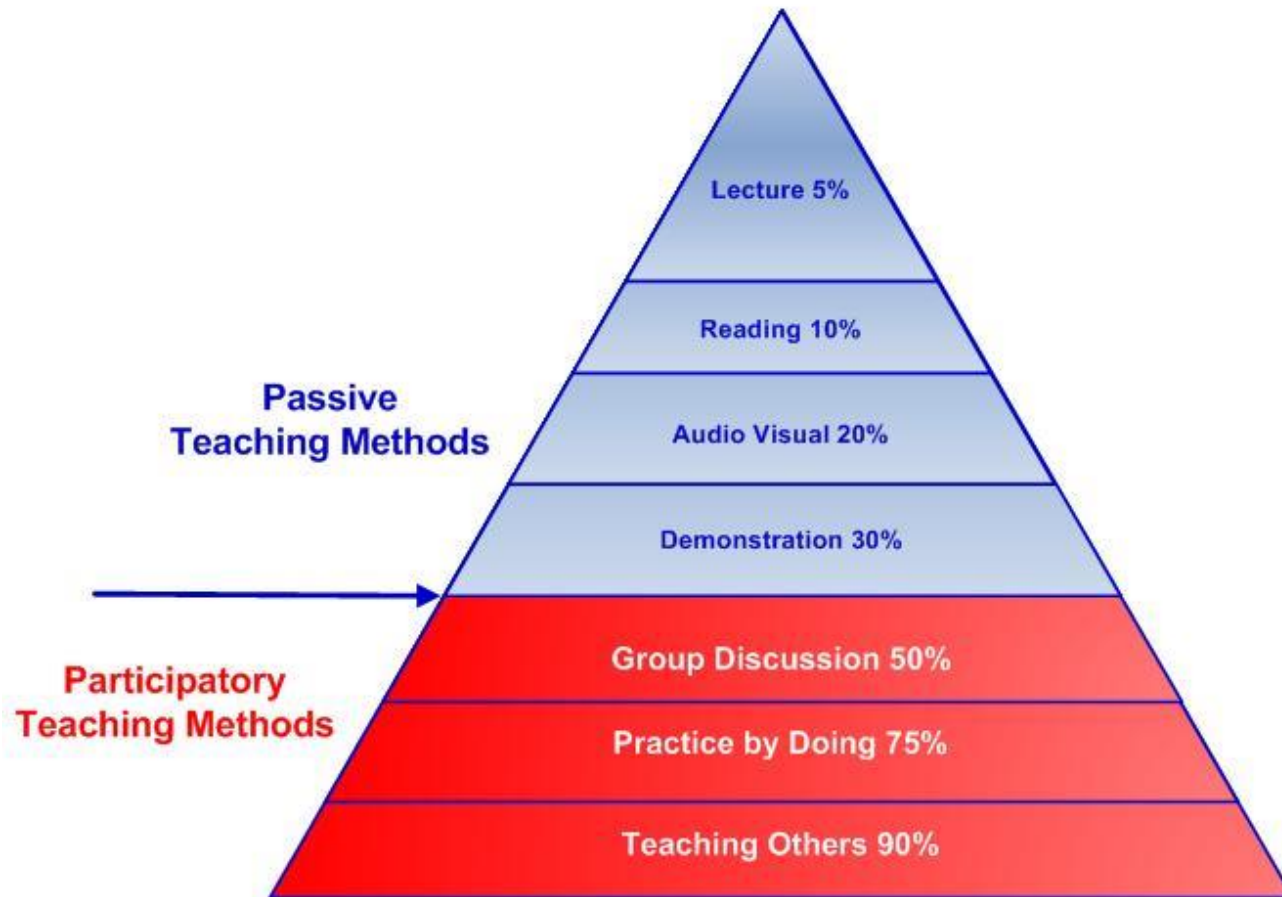 Lecture 5%
Reading 10%
Passive
Teaching Methods
Audio Visual 20%
Demonstration 30%
Participatory
Teaching Methods
Group Discussion 50%
Practice by Doing 75%
Teaching Others 90%